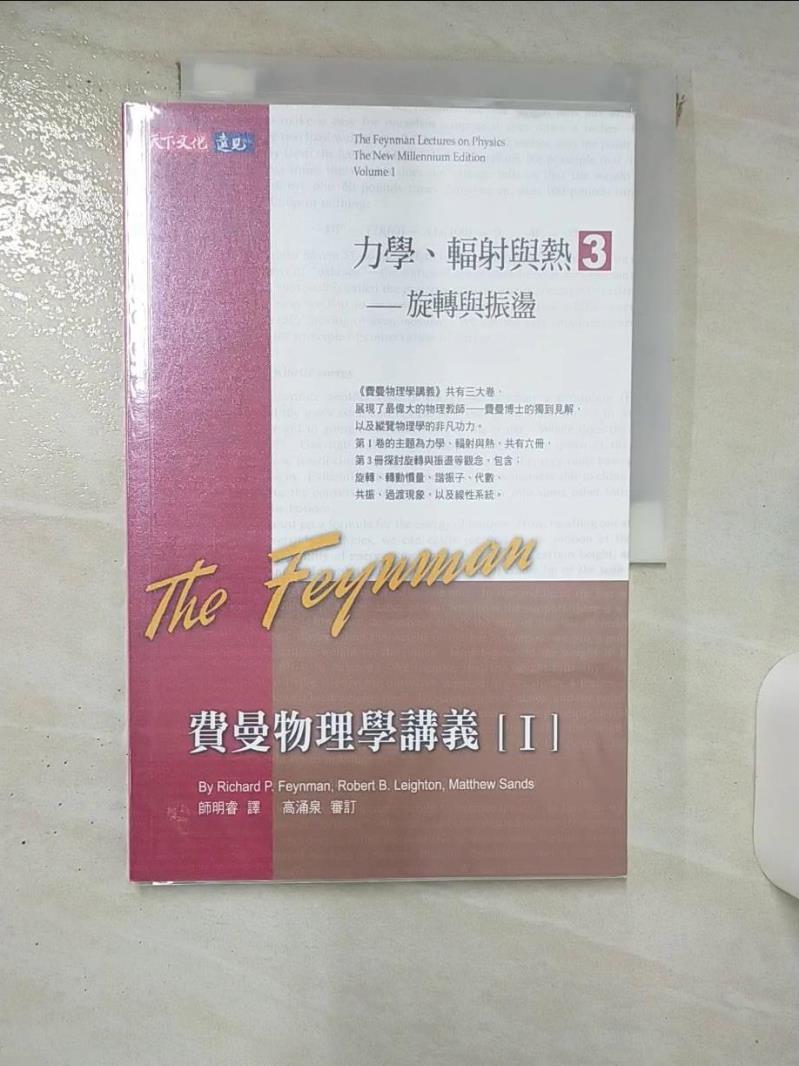 天下文化 遠見
The Feynman Lectures on Physics
The New Millennium Edition
Volume 1
力學、輻射與熱 3
——旋轉與振盪
《費曼物理學講義》共有三大卷，
展現了最偉大的物理教師——費曼博士的獨到見解，
以及縱覽物理學的非凡功力。
第 1 卷的主題為力學、輻射與熱，共有六冊，
第 3 冊探討旋轉與振盪等觀念，包含：
旋轉、轉動慣量、諧振子、代數、
共振、過渡現象，以及線性系統。
The Feynman
費曼物理學講義 [ I ]
By Richard P. Feynman, Robert B. Leighton, Matthew Sands
師明睿 譯 高涌泉 審訂